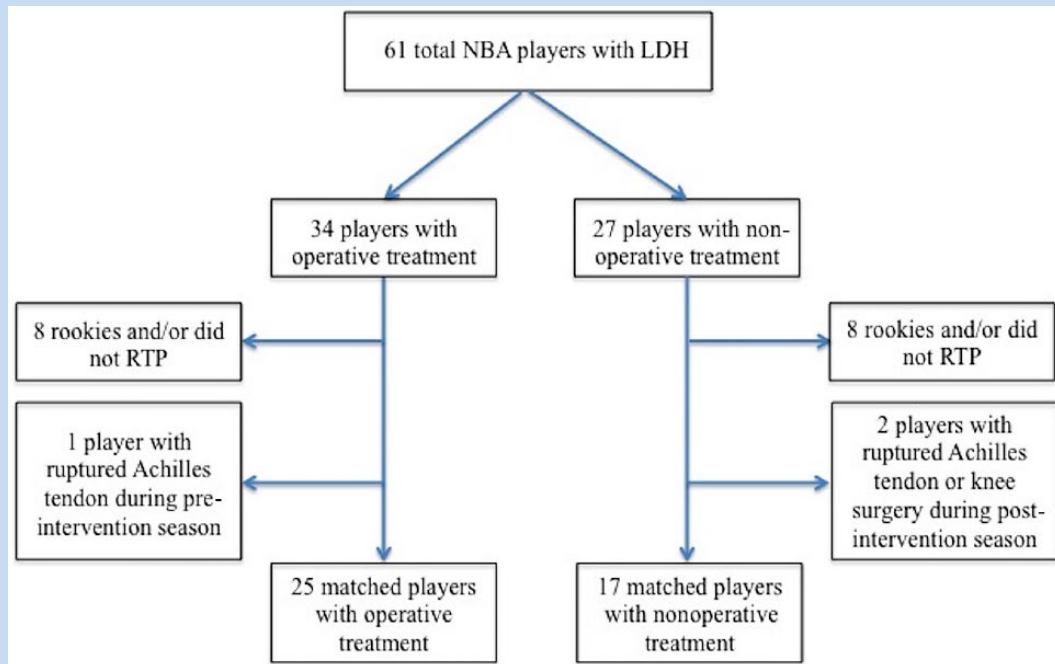 61 total NBA players with LDH
34 players with
operative treatment
27 players with non-
operative treatment
8 rookies and/or did
not RTP
8 rookies and/or did
not RTP
1 player with
ruptured Achilles
tendon during pre-
intervention season
2 players with
ruptured Achilles
tendon or knee
surgery during post-
intervention season
25 matched players
with operative
treatment
17 matched players
with nonoperative
treatment